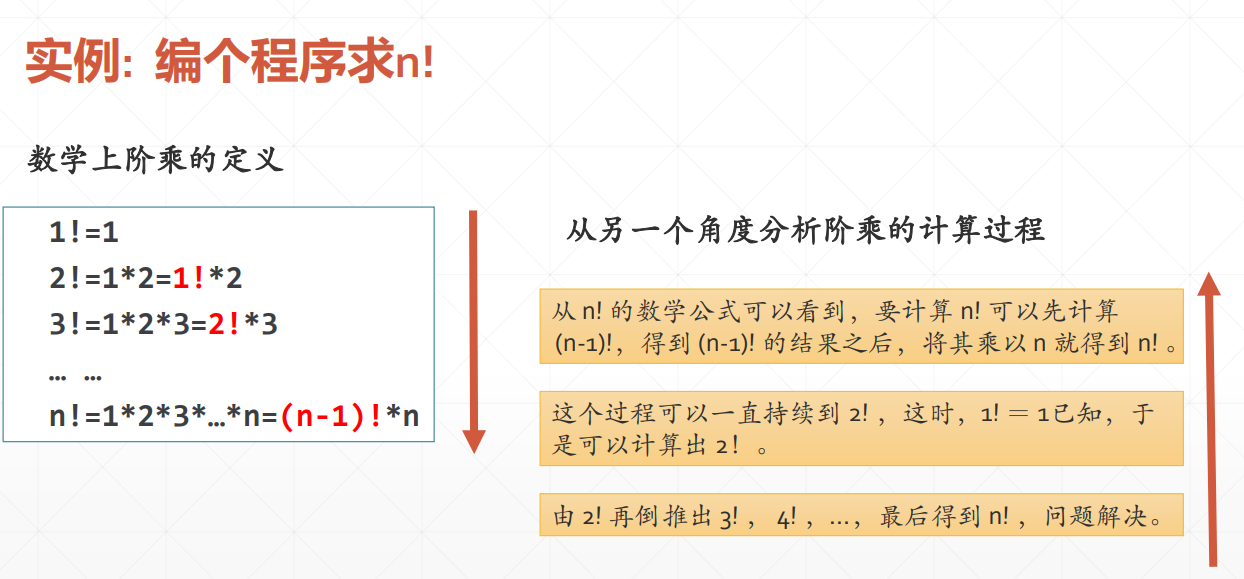 实例: 编个程序求n!
数学上阶乘的定义
1!=1
2!=1*2=1!*2
3!=1*2*3=2!*3
… …
n!=1*2*3*…*n=(n-1)!*n
从另一个角度分析阶乘的计算过程
从 n! 的数学公式可以看到，要计算 n! 可以先计算
(n-1)!，得到 (n-1)! 的结果之后，将其乘以 n 就得到 n! 。
这个过程可以一直持续到 2! ，这时，1! ＝ 1已知，于
是可以计算出 2！ 。
由 2! 再倒推出 3! ， 4! ，…，最后得到 n! ，问题解决。